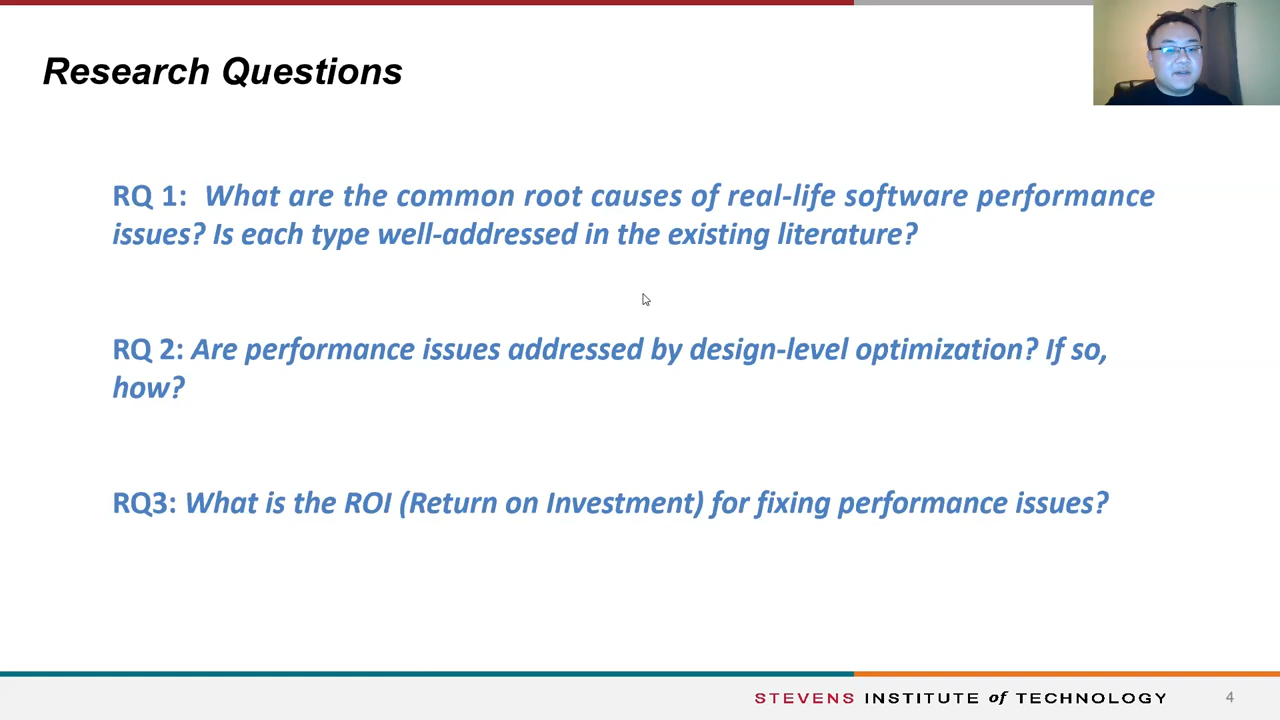 Research Questions
RQ 1: What are the common root causes of real-life software performance
issues? Is each type well-addressed in the existing literature?
RQ 2: Are performance issues addressed by design-level optimization? If so,
how?
RQ3: What is the ROI (Return on Investment) for fixing performance issues?
STEVENS INSTITUTE of TECHNOLOGY 4